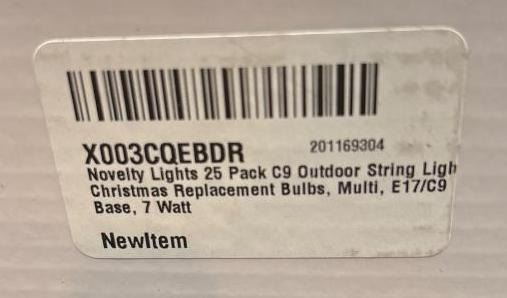 X003CQEBDR 201169304
Novelty Lights 25 Pack C9 Outdoor String Ligh
Christmas Replacement Bulbs, Multi, E17/C9
Base, 7 Watt
NewItem